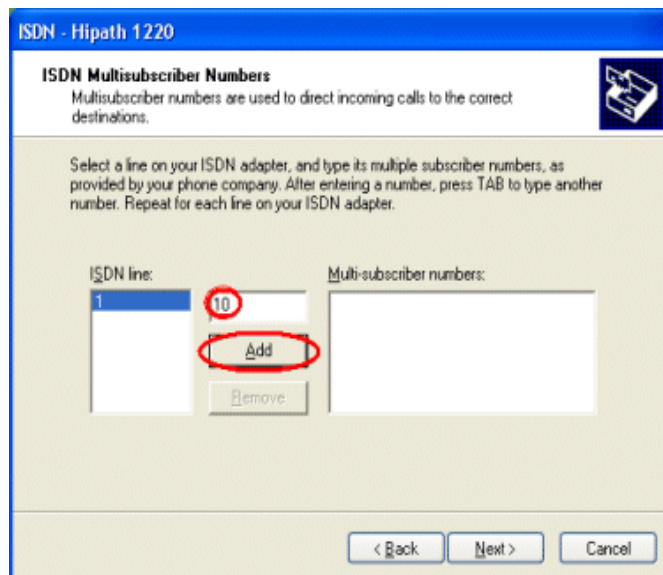 ISDN - Hipath 1220
ISDN Multisubscriber Numbers
Multisubscriber numbers are used to direct incoming calls to the correct
destinations.
Select a line on your ISDN adapter, and type its multiple subscriber numbers, as
provided by your phone company. After entering a number, press TAB to type another
number. Repeat for each line on your ISDN adapter.
ISDN line:
Multi-subscriber numbers:
1
10
Add
Remove
< Back
Next >
Cancel